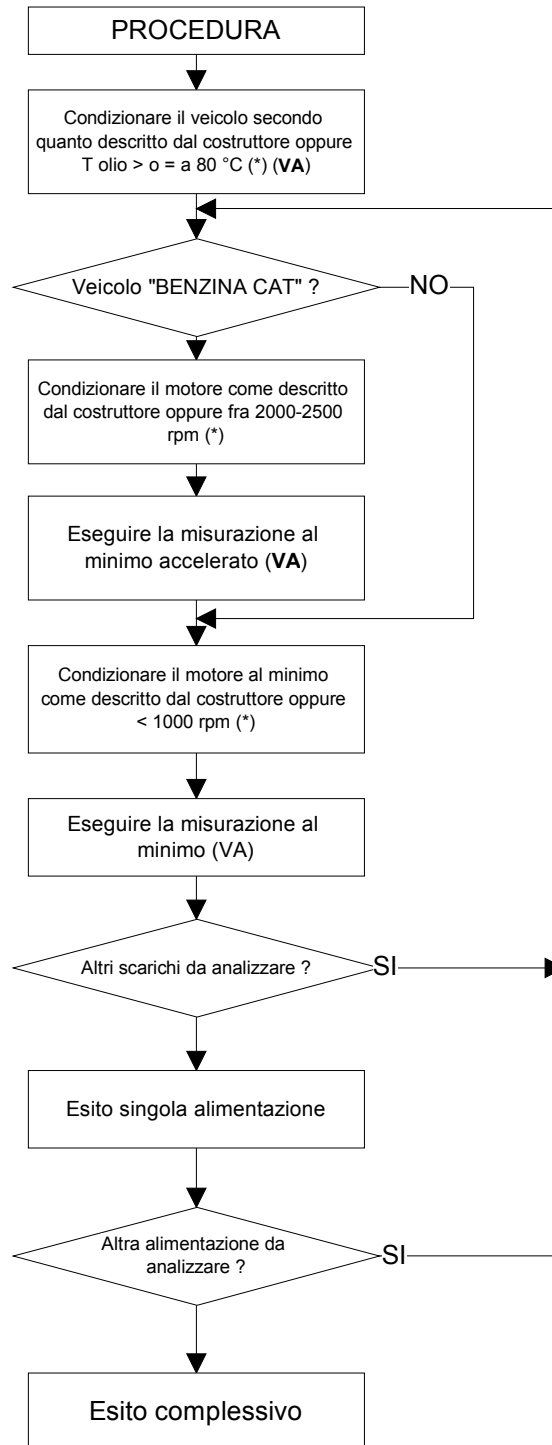 PROCEDURA
Condizionare il veicolo secondo
quanto descritto dal costruttore oppure
T olio > o = a 80 °C (*) (VA)
Veicolo "BENZINA CAT" ?
NO
Condizionare il motore come descritto
dal costruttore oppure fra 2000-2500
rpm (*)
Eseguire la misurazione al
minimo accelerato (VA)
Condizionare il motore al minimo
come descritto dal costruttore oppure
< 1000 rpm (*)
Eseguire la misurazione al
minimo (VA)
Altri scarichi da analizzare ?
SI
Esito singola alimentazione
Altra alimentazione da
analizzare ?
SI
Esito complessivo